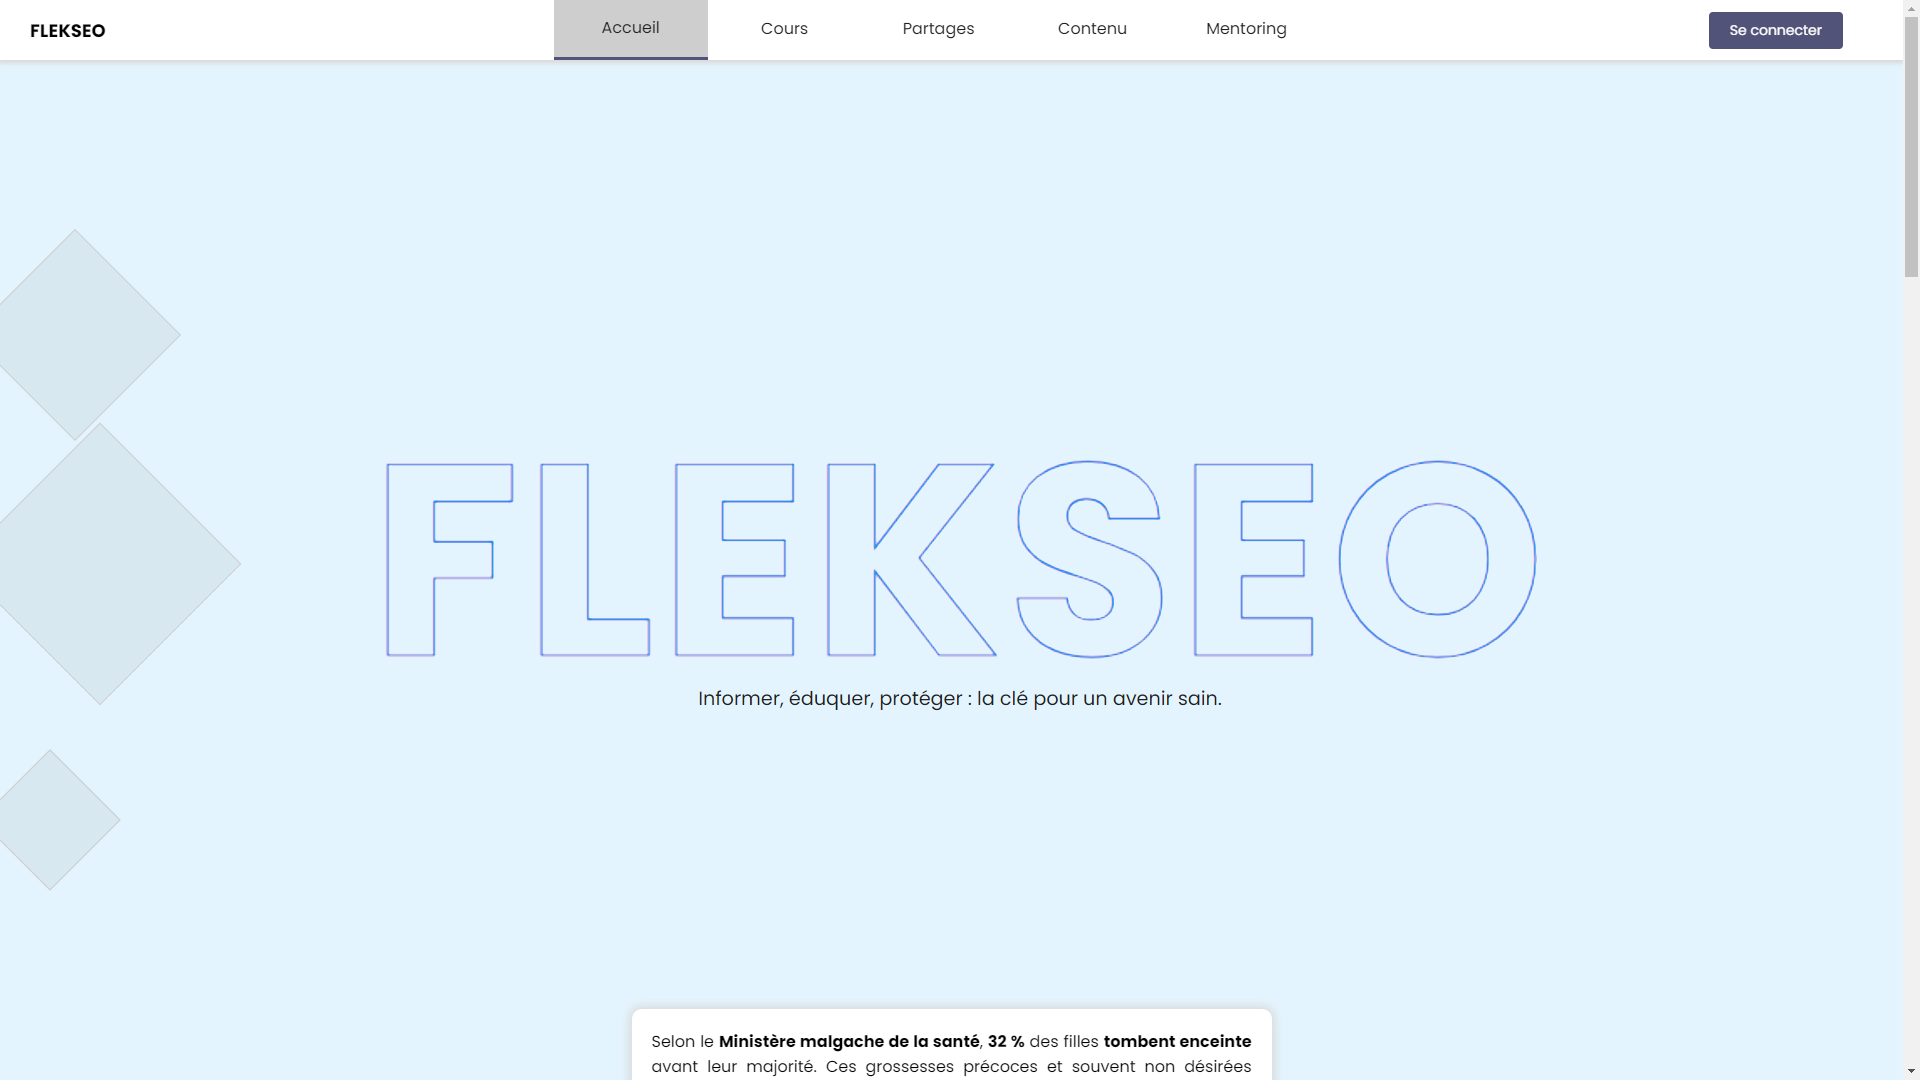 FLEKSEO
Accueil
Cours
Partages
Contenu
Mentoring
Se connecter
FLEKSEO
Informer, éduquer, protéger : la clé pour un avenir sain.
Selon le Ministère malgache de la santé, 32 % des filles tombent enceinte
avant leur majorité. Ces grossesses précoces et souvent non désirées